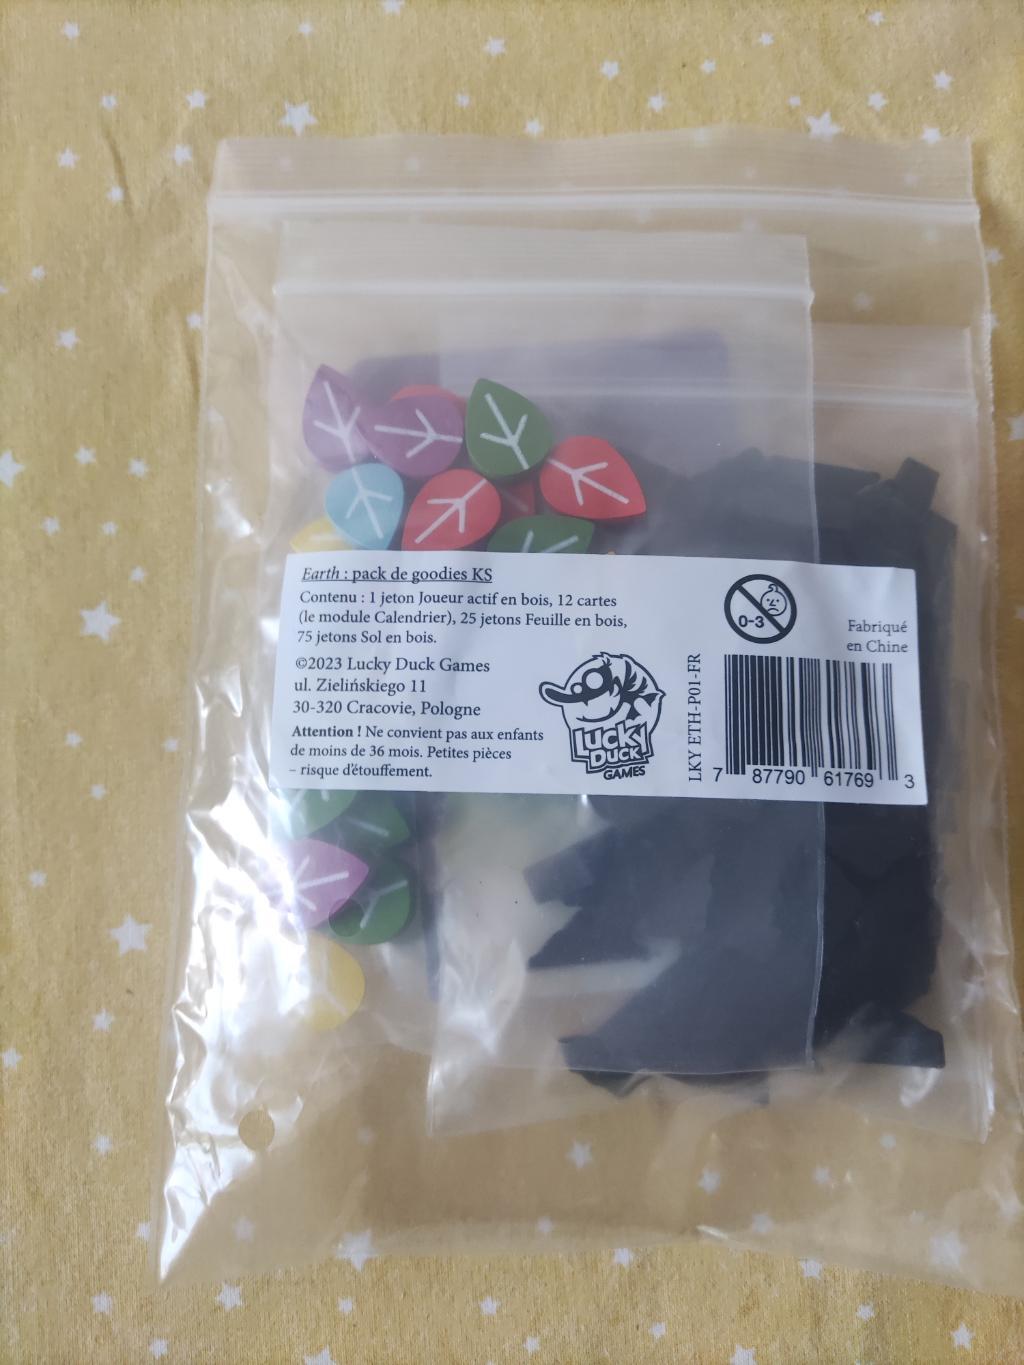 Earth : pack de goodies KS
Contenu : 1 jeton Joueur actif en bois, 12 cartes
(le module Calendrier), 25 jetons Feuille en bois,
75 jetons Sol en bois.
©2023 Lucky Duck Games
ul. Zielińskiego 11
30-320 Cracovie, Pologne
Attention ! Ne convient pas aux enfants
de moins de 36 mois. Petites pièces
– risque d'étouffement.
LUCKY
DUCK
GAMES
0-3
Fabriqué
en Chine
LKY ETH-P01-FR
7 87790 61769 3